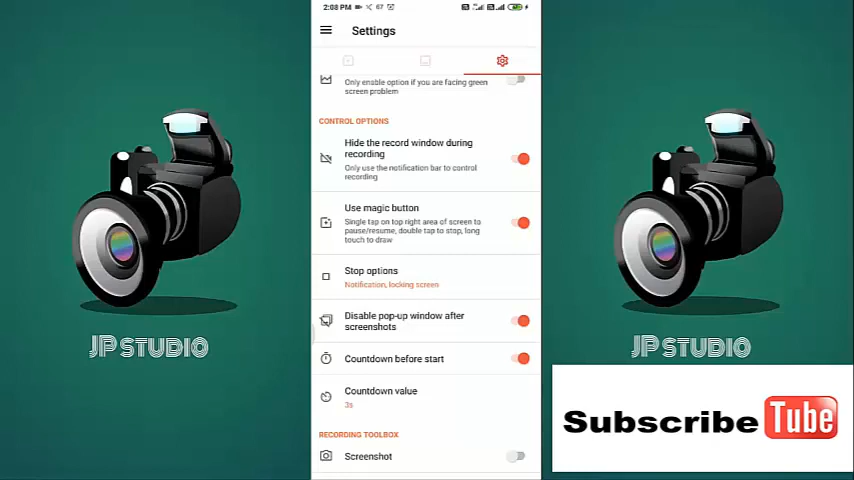 2:08 PM
Settings
Only enable option if you are facing green
screen problem
CONTROL OPTIONS
Hide the record window during
recording
Only use the notification bar to control
recording
Use magic button
Single tap on top right area of screen to
pause/resume, double tap to stop, long
touch to draw
Stop options
Notification, locking screen
Disable pop-up window after
screenshots
Countdown before start
Countdown value
3s
RECORDING TOOLBOX
Screenshot
JP STUDIO
JP STUDIO
Subscribe Tube